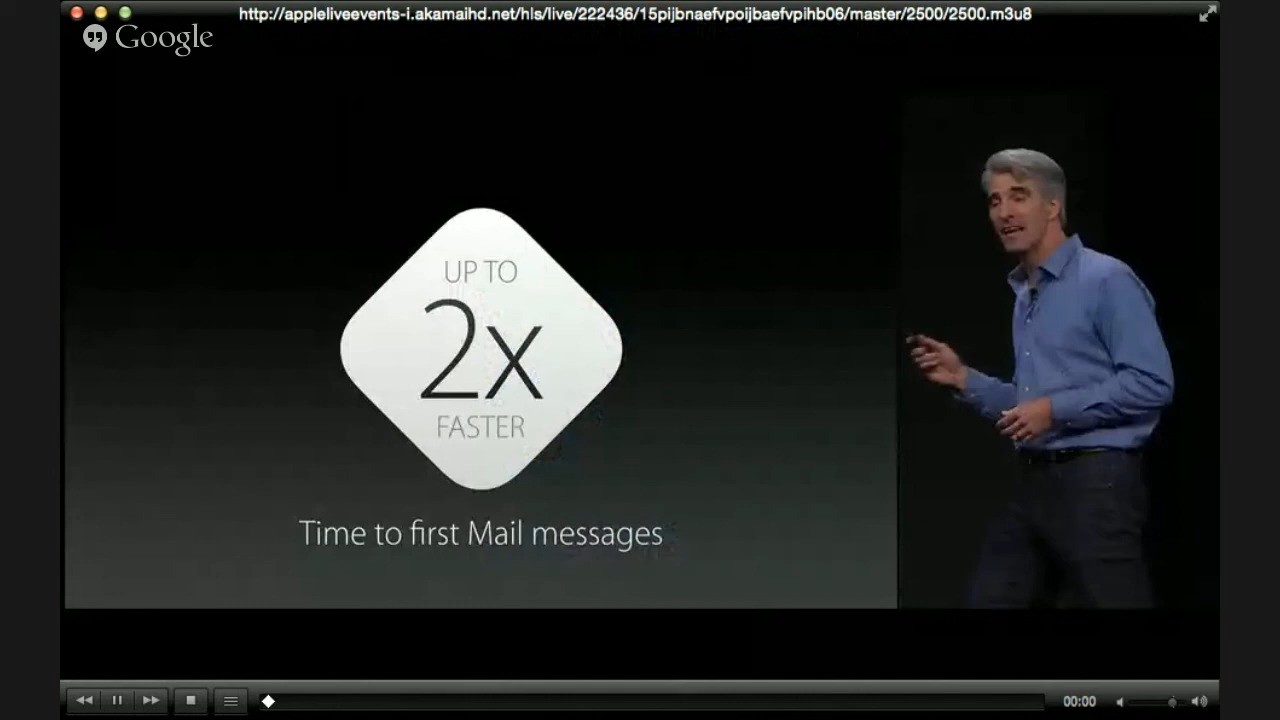 http://appleliveevents-i.akamaihd.net/hls/live/222436/15pijbnaefvpoijbaefvpihb06/master/2500/2500.m3u8
Google
UP TO
2x
FASTER
Time to first Mail messages
00:00